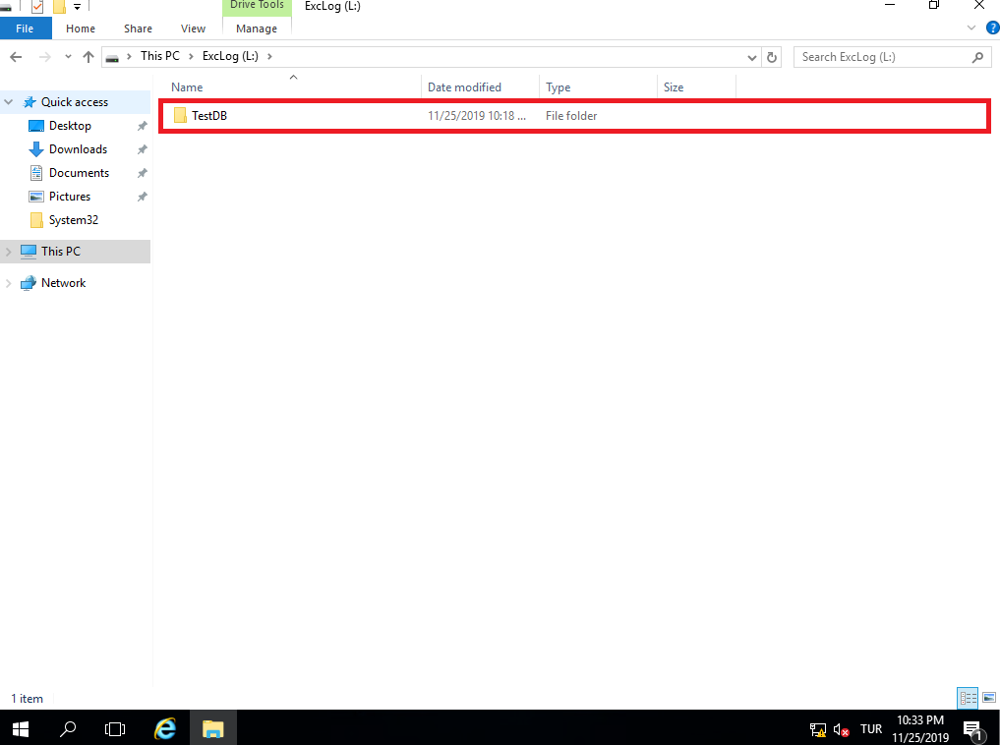 Drive Tools ExcLog (L:)
File Home Share View Manage
This PC ExcLog (L:) Search ExcLog (L:)
Name Date modified Type Size
Quick access
TestDB 11/25/2019 10:18 ... File folder
Desktop
Downloads
Documents
Pictures
System32
This PC
Network
1 item
TUR 10:33 PM
11/25/2019
1